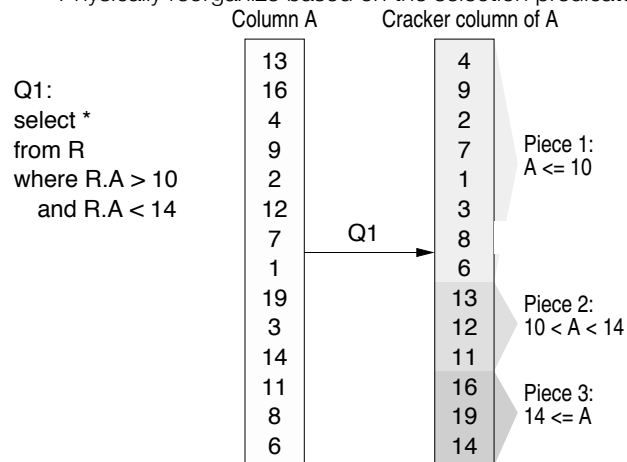 Physically reorganize based on the selection predicat
Column A
Cracker column of A
Q1:
select *
from R
where R.A > 10
and R.A < 14
13
16
4
9
2
12
7
1
19
3
14
11
8
6
Q1
4
9
2
7
1
3
8
6
13
12
11
16
19
14
Piece 1:
A <= 10
Piece 2:
10 < A < 14
Piece 3:
14 <= A